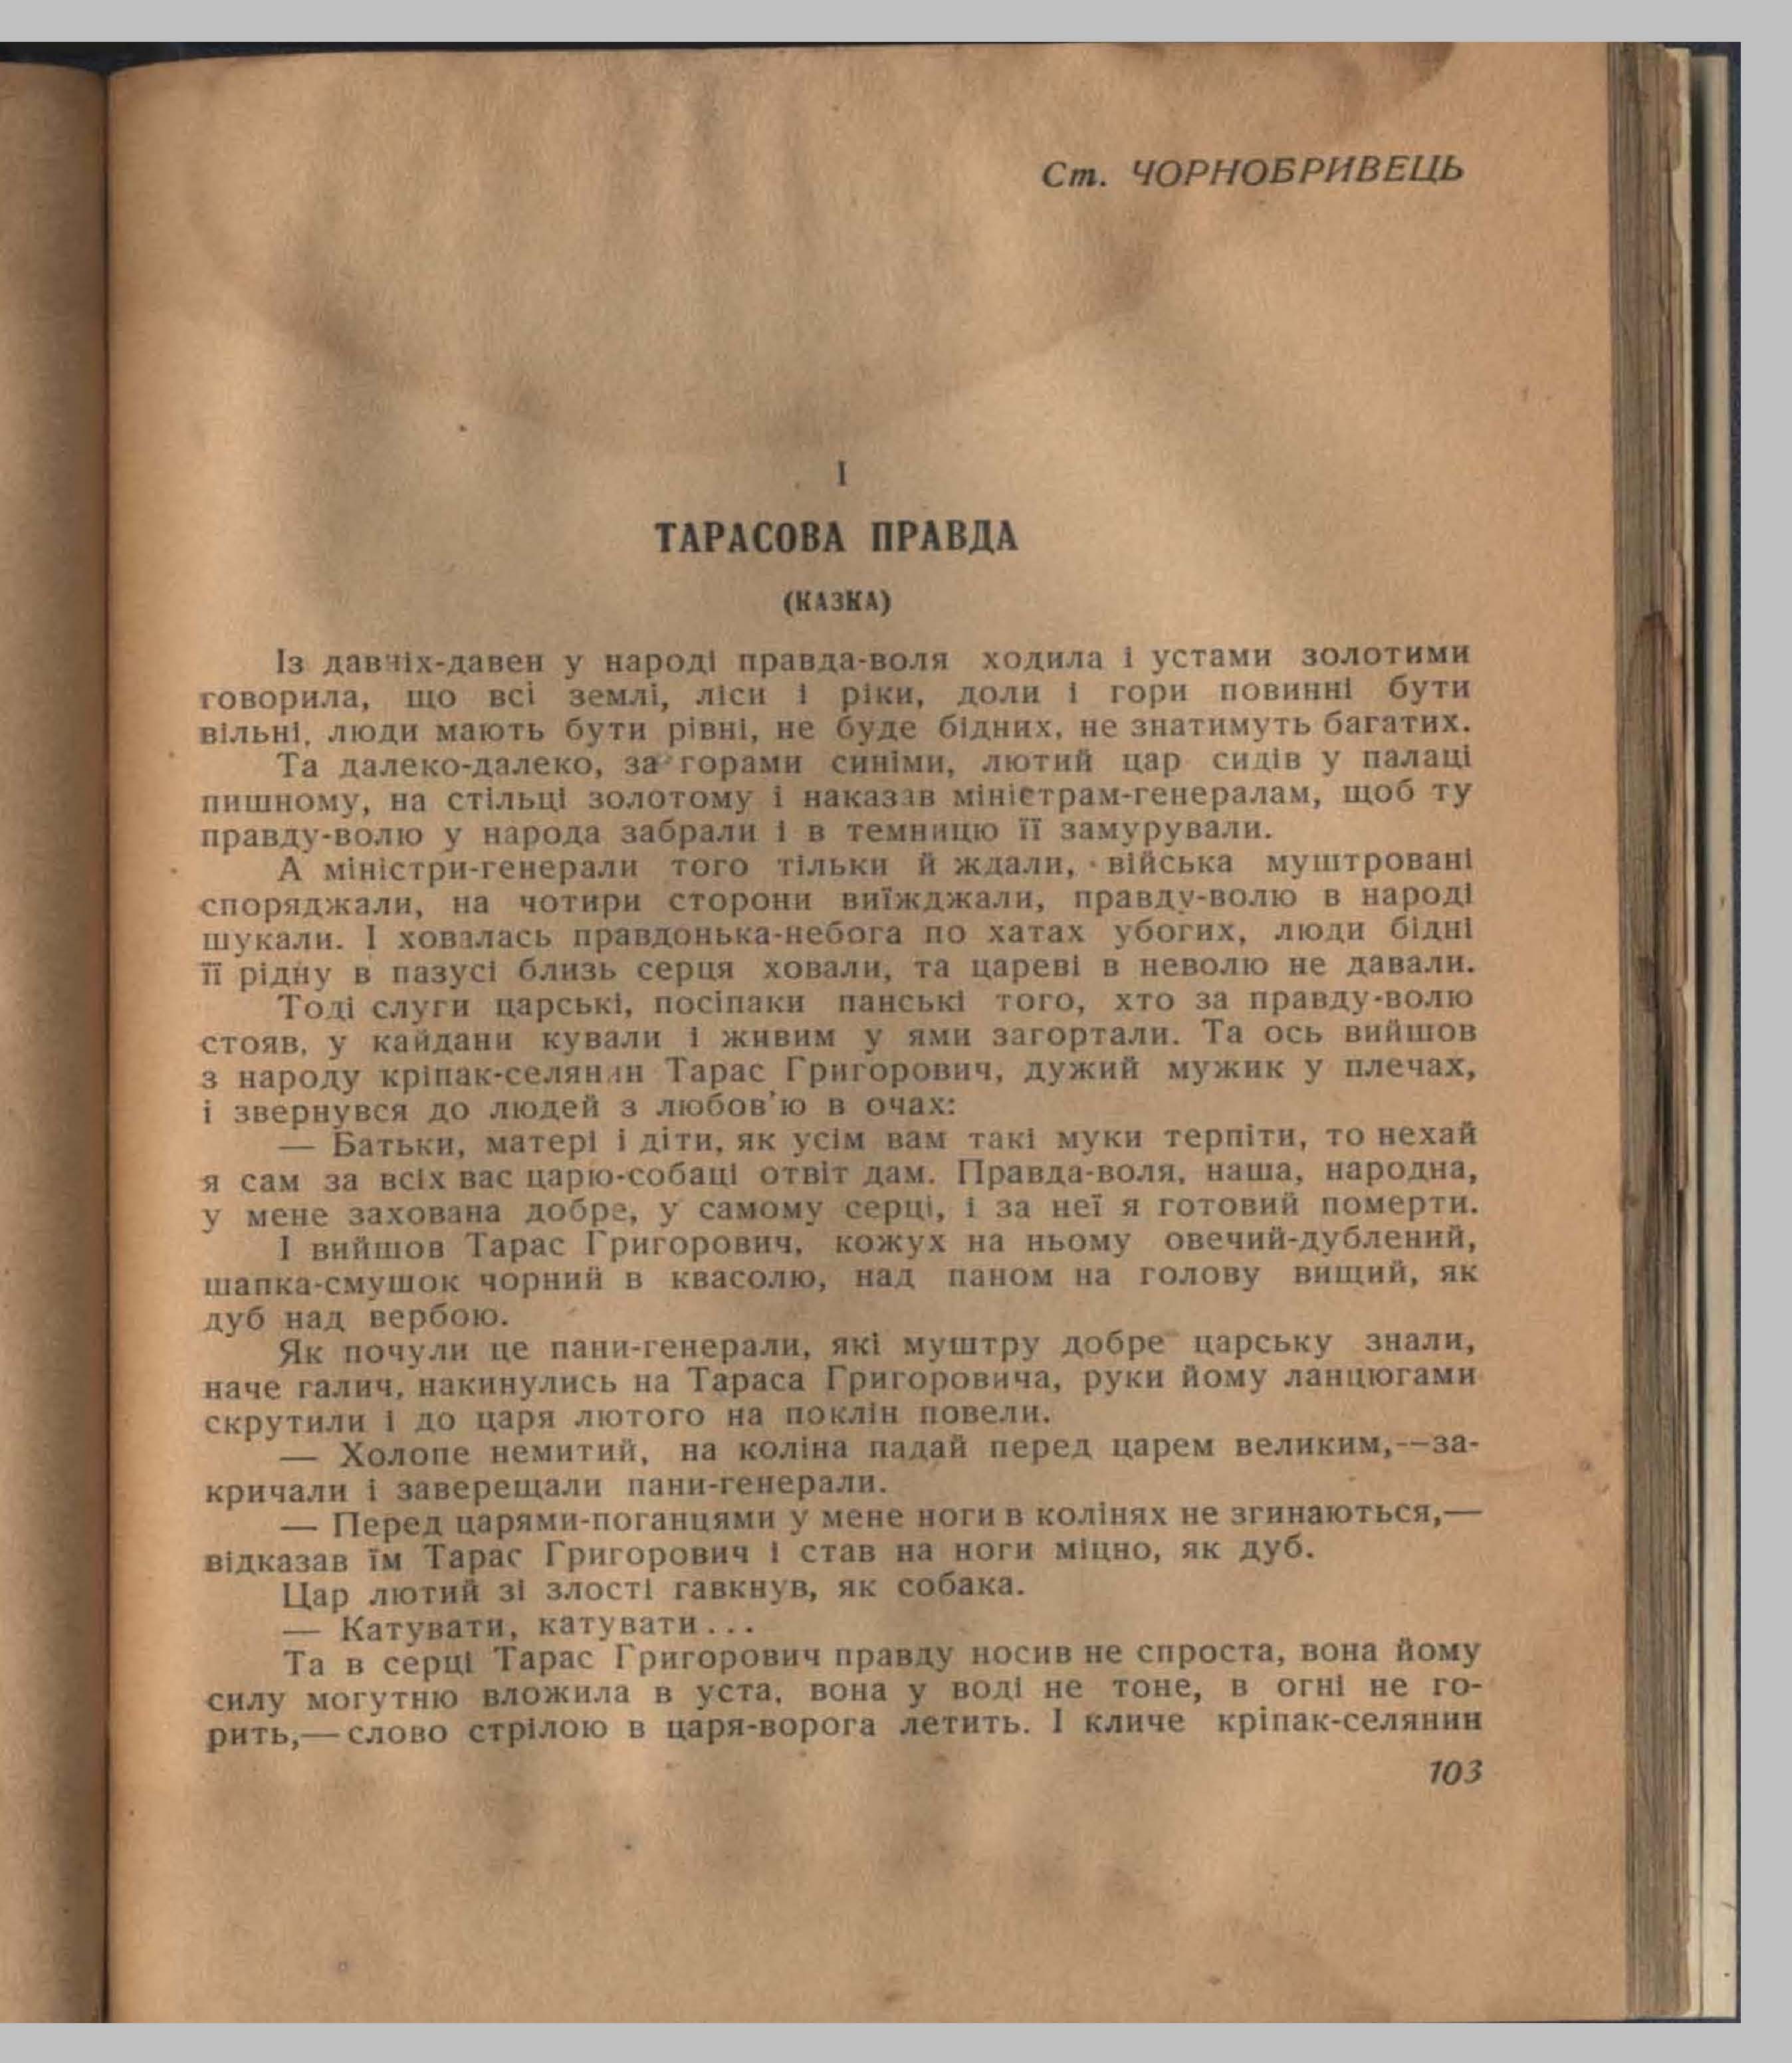 Ст. ЧОРНОБРИВЕЦЬ
I
ТАРАСОВА ПРАВДА
(КАЗКА)
Із давніх-давен у народі правда-воля ходила і устами золотими
говорила, що всі землі, ліси і ріки, доли і гори повинні бути
вільні, люди мають бути рівні, не буде бідних, не знатимуть багатих.
Та далеко-далеко, за горами синіми, лютий цар сидів у палаці
пишному, на стільці золотому і наказав міністрам-генералам, щоб ту
правду-волю у народа забрали і в темницю її замурували.
А міністри-генерали того тільки й ждали, війська муштровані
споряджали, на чотири сторони виїжджали, правду-волю в народі
шукали. І ховалась правдонька-небога по хатах убогих, люди бідні
її рідну в пазусі близь серця ховали, та цареві в неволю не давали.
Тоді слуги царські, посіпаки панські того, хто за правду-волю
стояв, у кайдани кували і живим у ями загортали. Та ось вийшов
з народу кріпак-селянин Тарас Григорович, дужий мужик у плечах,
і звернувся до людей з любов’ю в очах:
— Батьки, матері і діти, як усім вам такі муки терпіти, то нехай
я сам за всіх вас царю-собаці отвіт дам. Правда-воля, наша, народна,
у мене захована добре, у самому серці, і за неї я готовий померти.
І вийшов Тарас Григорович, кожух на ньому овечий-дублений,
шапка-смушок чорний в квасолю, над паном на голову вищий, як
дуб над вербою.
Як почули це пани-генерали, які муштру добре царську знали,
наче галич, накинулись на Тараса Григоровича, руки йому ланцюгами
скрутили і до царя лютого на поклін повели.
— Холопе немитий, на коліна падай перед царем великим,—за-
кричали і заверещали пани-генерали.
— Перед царями-поганцями у мене ноги в колінях не згинаються,—
відказав їм Тарас Григорович і став на ноги міцно, як дуб.
Цар лютий зі злості гавкнув, як собака.
— Катувати, катувати...
Та в серці Тарас Григорович правду носив не спроста, вона йому
силу могутню вложила в уста, вона у воді не тоне, в огні не го-
рить,— слово стрілою в царя-ворога летить. І кличе кріпак-селянин
103